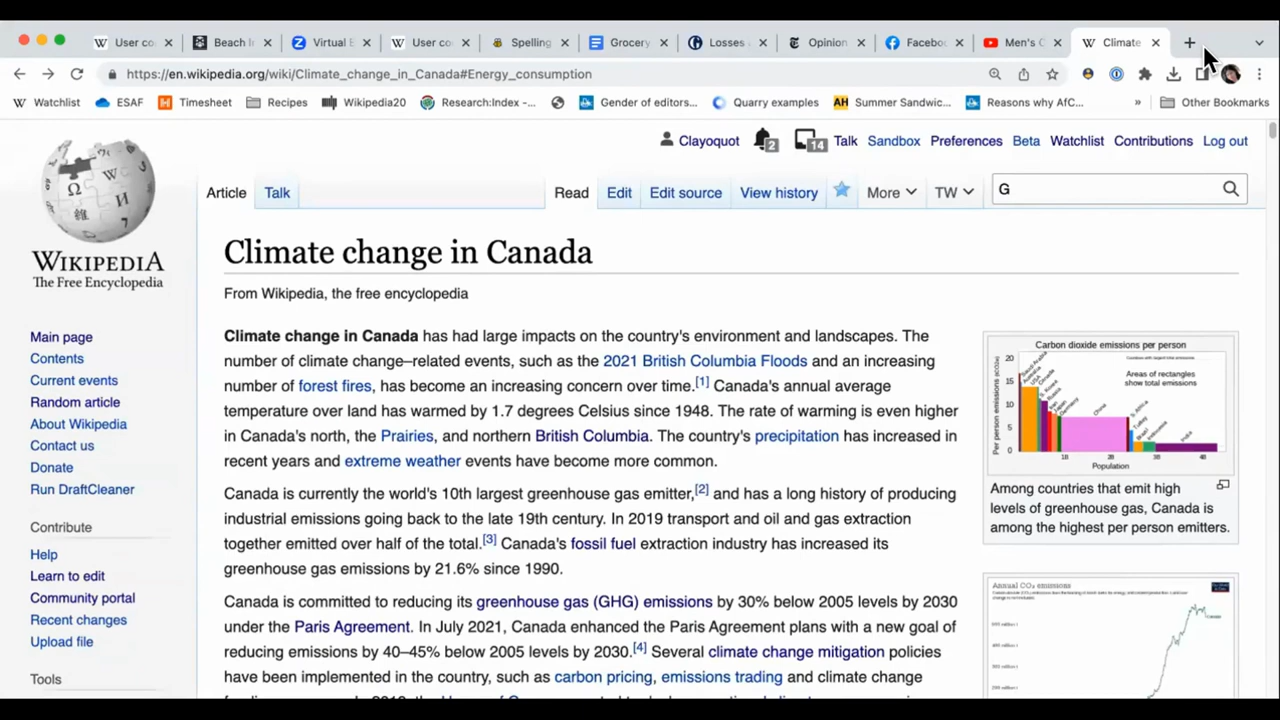 User co
Beach h
Virtual E
User co
Spelling
Grocery
Losses
Opinion
Faceboo
Men's C
Climate
https://en.wikipedia.org/wiki/Climate_change_in_Canada#Energy_consumption
Watchlist
ESAF
Timesheet
Recipes
Wikipedia20
Research:Index -...
Gender of editors...
Quarry examples
AH Summer Sandwic...
Reasons why AfC...
»
Other Bookmarks
Clayoquot 2 14 Talk Sandbox Preferences Beta Watchlist Contributions Log out
Article Talk Read Edit Edit source View history More TW G
WIKIPEDIA
The Free Encyclopedia
Main page
Contents
Current events
Random article
About Wikipedia
Contact us
Donate
Run DraftCleaner
Contribute
Help
Learn to edit
Community portal
Recent changes
Upload file
Tools
Climate change in Canada
From Wikipedia, the free encyclopedia
Climate change in Canada has had large impacts on the country's environment and landscapes. The
number of climate change–related events, such as the 2021 British Columbia Floods and an increasing
number of forest fires, has become an increasing concern over time.[1] Canada's annual average
temperature over land has warmed by 1.7 degrees Celsius since 1948. The rate of warming is even higher
in Canada's north, the Prairies, and northern British Columbia. The country's precipitation has increased in
recent years and extreme weather events have become more common.
Canada is currently the world's 10th largest greenhouse gas emitter,[2] and has a long history of producing
industrial emissions going back to the late 19th century. In 2019 transport and oil and gas extraction
together emitted over half of the total.[3] Canada's fossil fuel extraction industry has increased its
greenhouse gas emissions by 21.6% since 1990.
Canada is committed to reducing its greenhouse gas (GHG) emissions by 30% below 2005 levels by 2030
under the Paris Agreement. In July 2021, Canada enhanced the Paris Agreement plans with a new goal of
reducing emissions by 40–45% below 2005 levels by 2030.[4] Several climate change mitigation policies
have been implemented in the country, such as carbon pricing, emissions trading and climate change
Carbon dioxide emissions per person
Areas of rectangles
show total emissions
Per person emissions (tCO2e)
20
15
10
5
0
China
India
1B 2B 3B 4B
Population
Among countries that emit high
levels of greenhouse gas, Canada is
among the highest per person emitters.
Annual CO₂ emissions